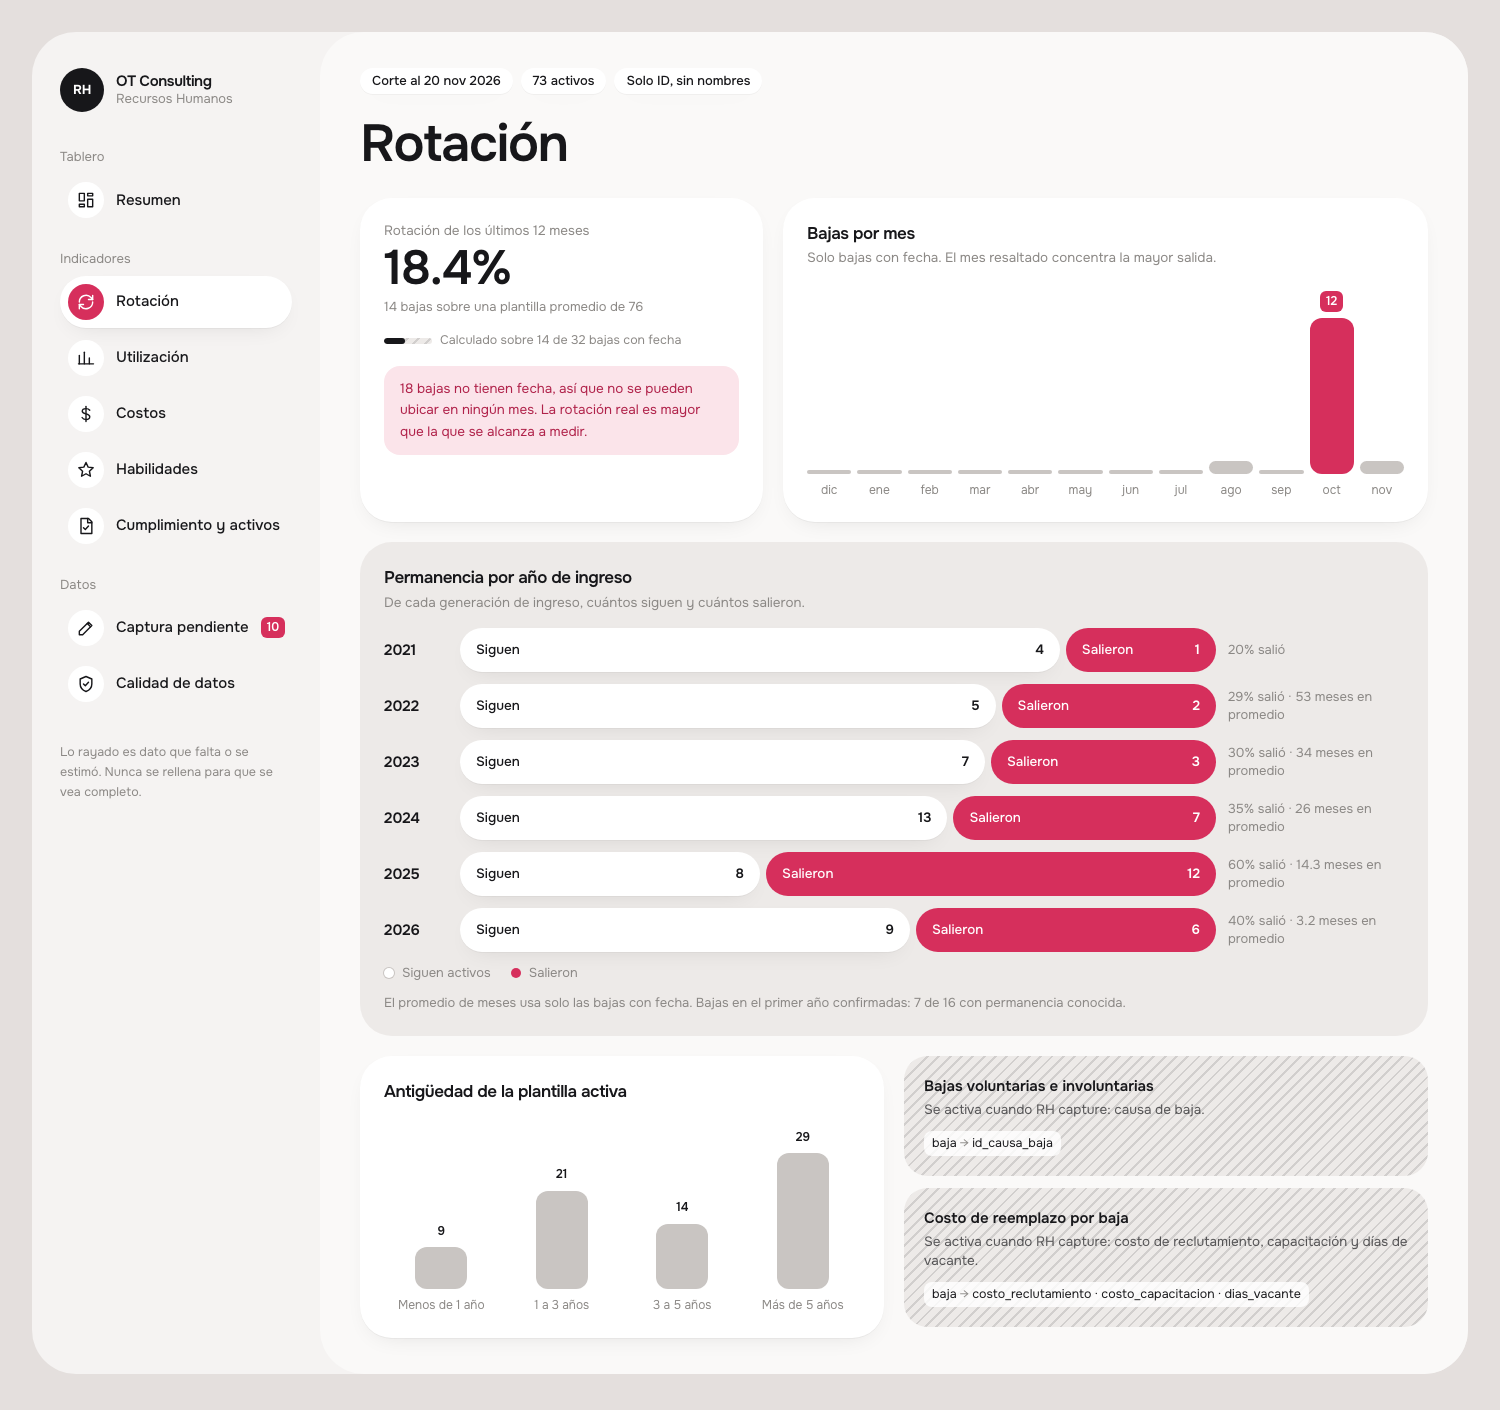 RH
OT Consulting
Recursos Humanos
Tablero
Resumen
Indicadores
Rotación
Utilización
Costos
Habilidades
Cumplimiento y activos
Datos
Captura pendiente 10
Calidad de datos
Lo rayado es dato que falta o se
estimó. Nunca se rellena para que se
vea completo.
Corte al 20 nov 2026 73 activos Solo ID, sin nombres
Rotación
Rotación de los últimos 12 meses
18.4%
14 bajas sobre una plantilla promedio de 76
Calculado sobre 14 de 32 bajas con fecha
18 bajas no tienen fecha, así que no se pueden
ubicar en ningún mes. La rotación real es mayor
que la que se alcanza a medir.
Bajas por mes
Solo bajas con fecha. El mes resaltado concentra la mayor salida.
12
dic ene feb mar abr may jun jul ago sep oct nov
Permanencia por año de ingreso
De cada generación de ingreso, cuántos siguen y cuántos salieron.
2021 Siguen 4 Salieron 1 20% salió
2022 Siguen 5 Salieron 2 29% salió · 53 meses en
promedio
2023 Siguen 7 Salieron 3 30% salió · 34 meses en
promedio
2024 Siguen 13 Salieron 7 35% salió · 26 meses en
promedio
2025 Siguen 8 Salieron 12 60% salió · 14.3 meses en
promedio
2026 Siguen 9 Salieron 6 40% salió · 3.2 meses en
promedio
Siguen activos Salieron
El promedio de meses usa solo las bajas con fecha. Bajas en el primer año confirmadas: 7 de 16 con permanencia conocida.
Antigüedad de la plantilla activa
9 21 14 29
Menos de 1 año 1 a 3 años 3 a 5 años Más de 5 años
Bajas voluntarias e involuntarias
Se activa cuando RH capture: causa de baja.
baja → id_causa_baja
Costo de reemplazo por baja
Se activa cuando RH capture: costo de reclutamiento, capacitación y días de
vacante.
baja → costo_reclutamiento · costo_capacitacion · dias_vacante